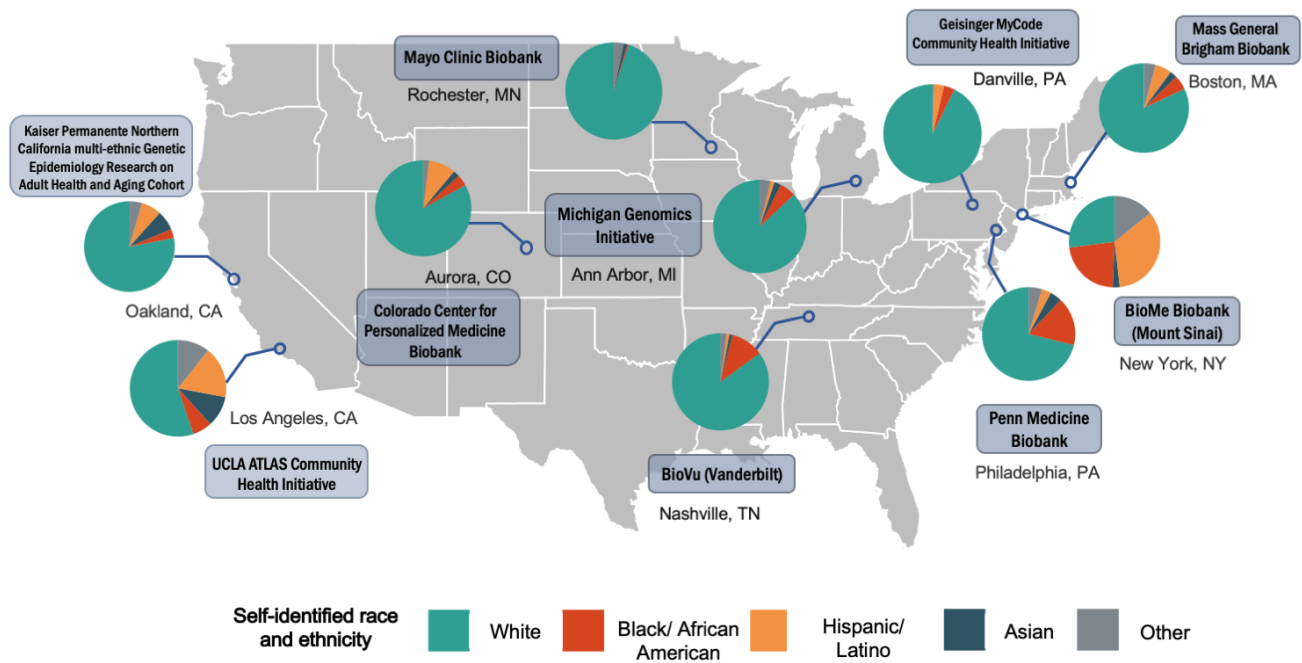 Geisinger MyCode
Community Health Initiative
Danville, PA
Mass General
Brigham Biobank
Boston, MA
Mayo Clinic Biobank
Rochester, MN
Kaiser Permanente Northern
California multi-ethnic Genetic
Epidemiology Research on
Adult Health and Aging Cohort
Oakland, CA
Aurora, CO
Colorado Center for
Personalized Medicine
Biobank
Michigan Genomics
Initiative
Ann Arbor, MI
BioMe Biobank
(Mount Sinai)
New York, NY
Los Angeles, CA
UCLA ATLAS Community
Health Initiative
BioVu (Vanderbilt)
Nashville, TN
Penn Medicine
Biobank
Philadelphia, PA
Self-identified race
and ethnicity
White
Black/ African
American
Hispanic/
Latino
Asian
Other